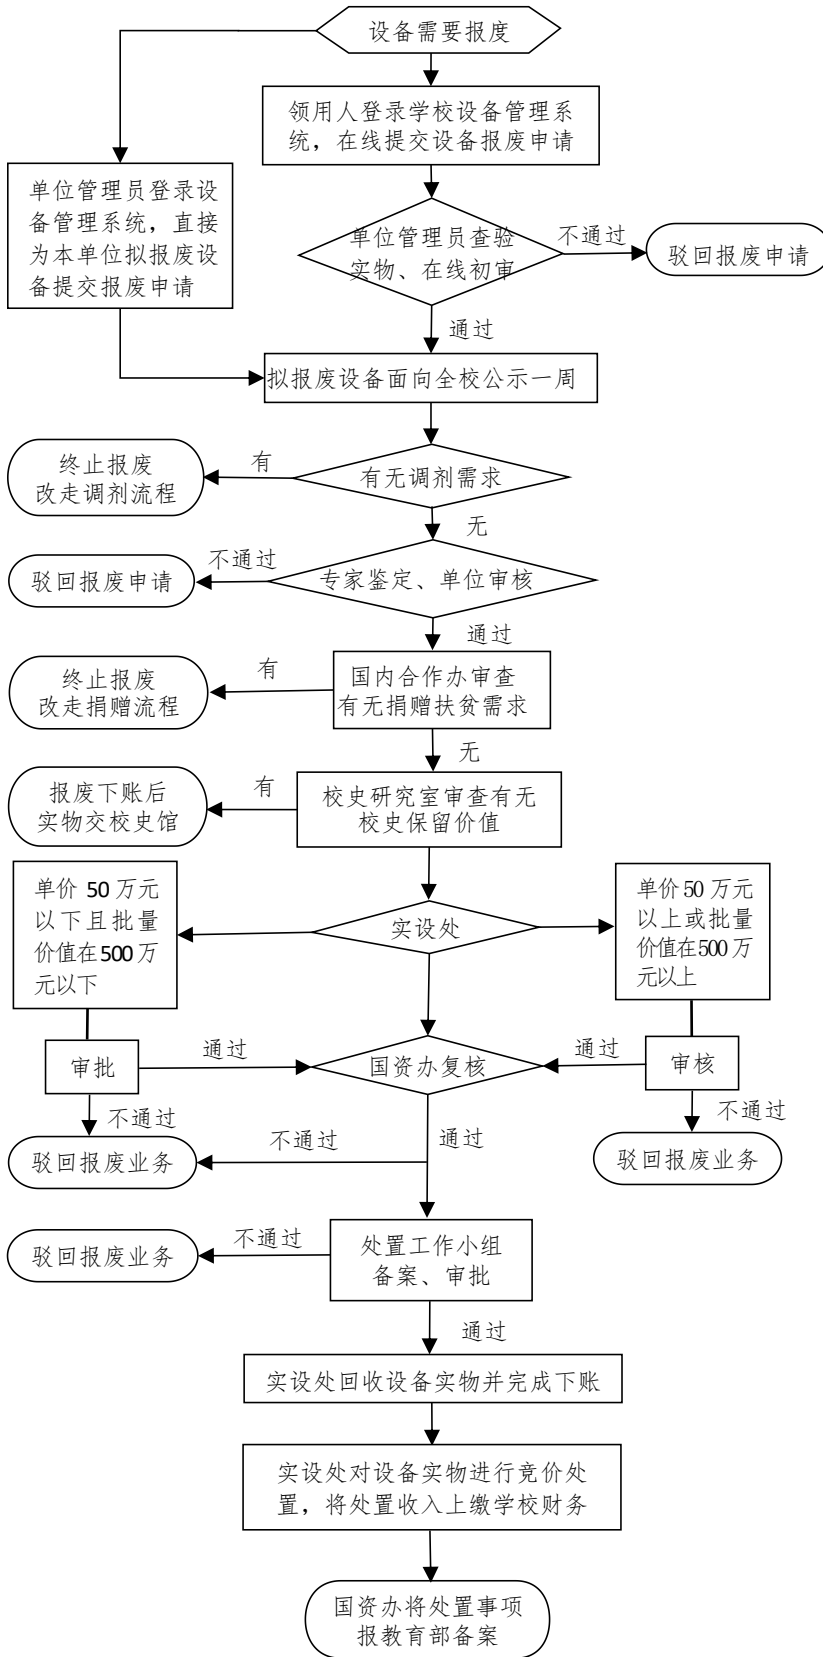 设备需要报度
领用人登录学校设备管理系
统，在线提交设备报废申请
单位管理员登录设
备管理系统，直接
为本单位拟报废设
备提交报废申请
单位管理员查验
实物、在线初审
不通过
驳回报废申请
通过
拟报废设备面向全校公示一周
终止报废
改走调剂流程
有
有无调剂需求
无
驳回报废申请
不通过
专家鉴定、单位审核
通过
终止报废
改走捐赠流程
有
国内合作办审查
有无捐赠扶贫需求
无
报废下账后
实物交校史馆
有
校史研究室审查有无
校史保留价值
单价 50 万元
以下且批量
价值在500 万
元以下
实设处
单价 50 万元
以上或批量
价值在500 万
元以上
审批
通过
国资办复核
通过
审核
不通过
驳回报废业务
不通过
通过
不通过
驳回报废业务
驳回报废业务
不通过
处置工作小组
备案、审批
通过
实设处回收设备实物并完成下账
实设处对设备实物进行竞价处
置，将处置收入上缴学校财务
国资办将处置事项
报教育部备案